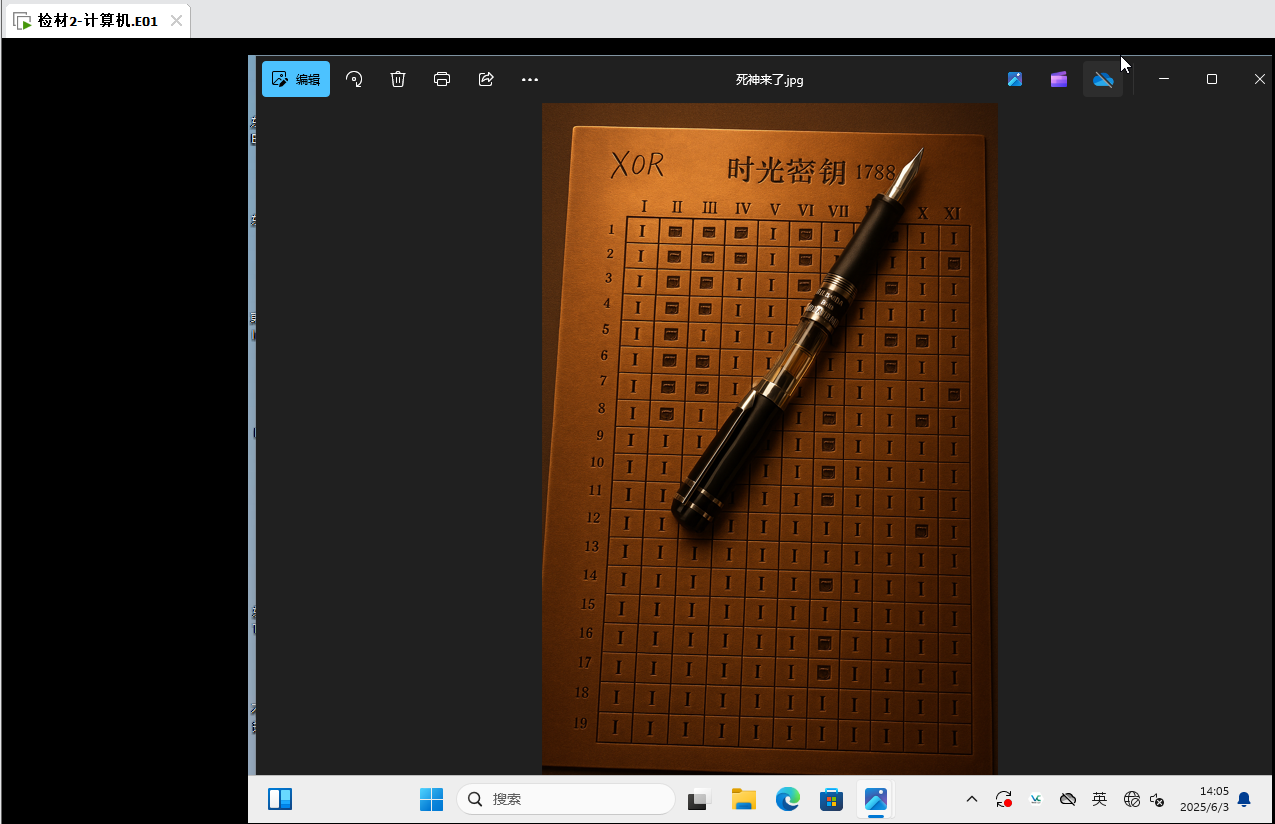 检材2-计算机.E01
编辑
死神来了.jpg
XOR 时光密钥 1788
I II III IV V VI VII X XI
1 I I I I I
2 I I I I
3 I I I I I
4 I I I I I I I
5 I I I I I I
6 I I I I I I I
7 I I I I I I
8 I I I I I I
9 I I I I I I I I
10 I I I I I I I I
11 I I I I I I I I
12 I I I I I I I I I
13 I I I I I I I I I I I
14 I I I I I I I I I I
15 I I I I I I I I I I I
16 I I I I I I I I I I
17 I I I I I I I I I I
18 I I I I I I I I I I I
19 I I I I I I I I I I I
搜索
英
14:05
2025/6/3